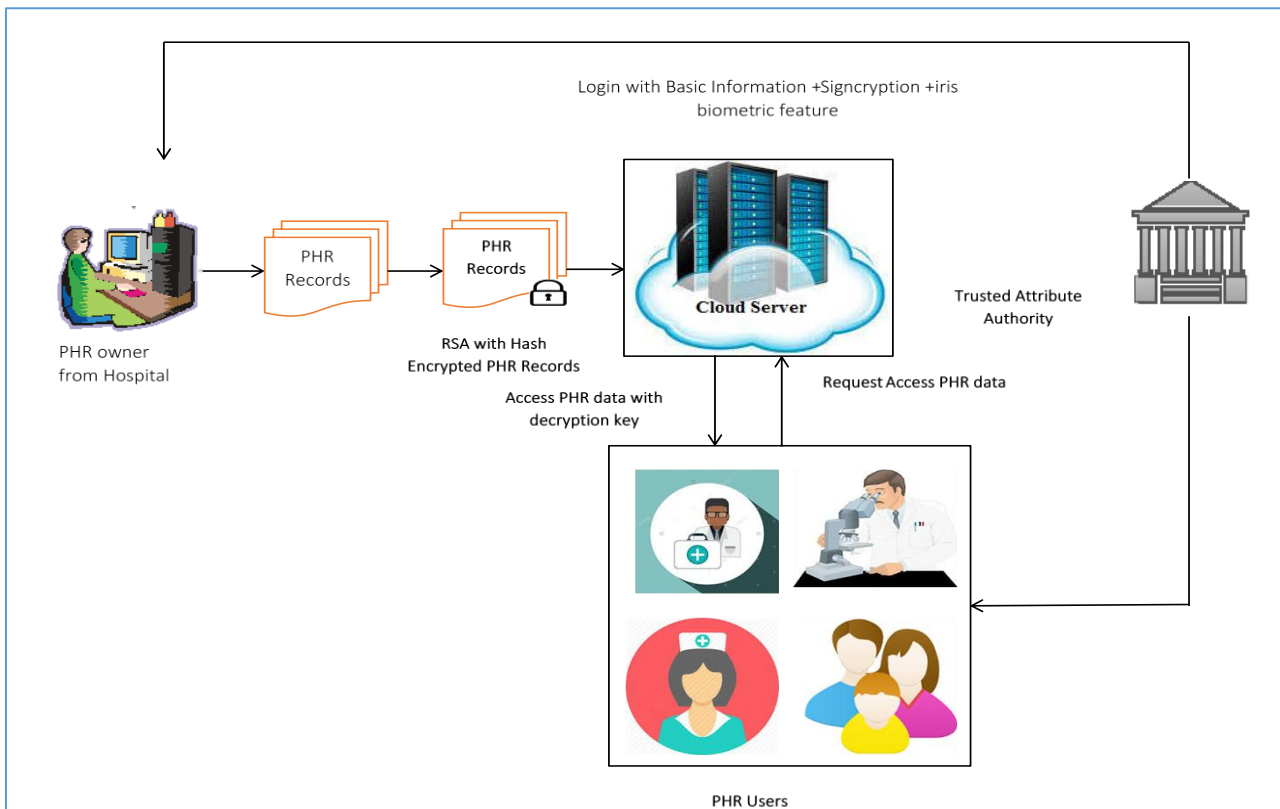 Login with Basic Information +Signcryption +iris
biometric feature
PHR
Records
PHR
Records
Cloud Server
Trusted Attribute
Authority
PHR owner
from Hospital
RSA with Hash
Encrypted PHR Records
Access PHR data with
decryption key
Request Access PHR data
PHR Users